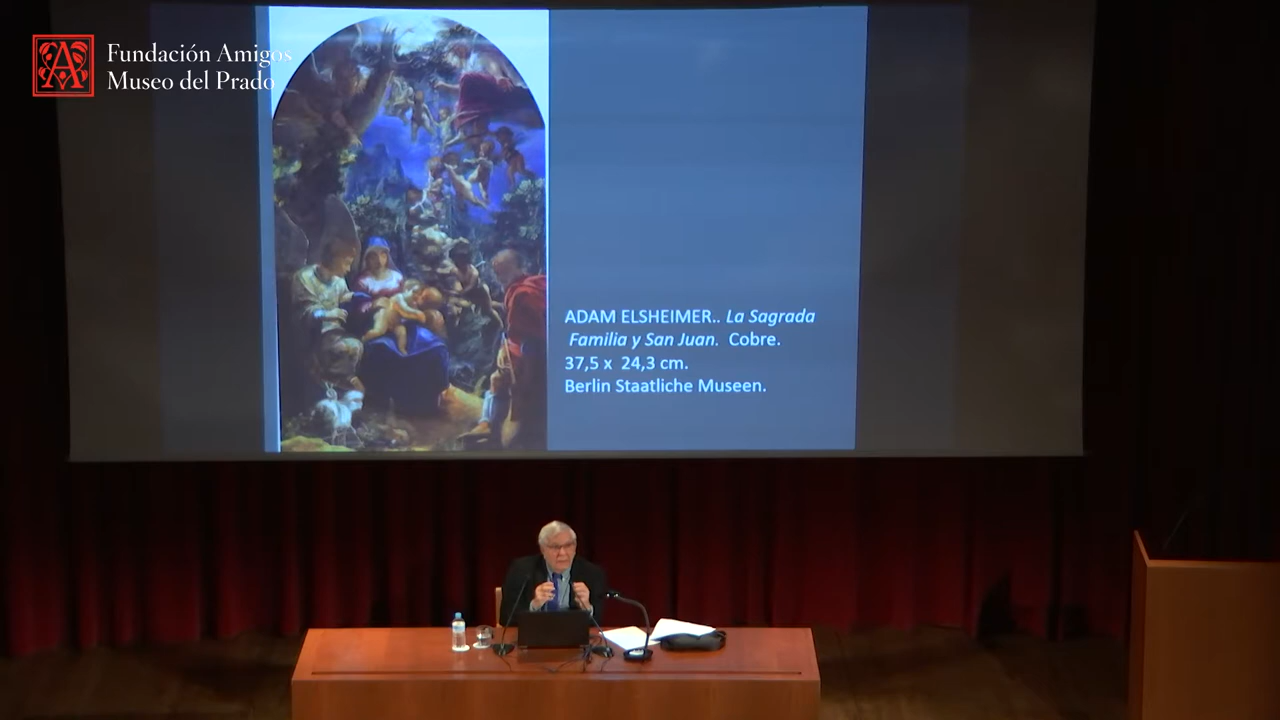 Fundación Amigos
Museo del Prado
ADAM ELSHEIMER.. La Sagrada
Familia y San Juan. Cobre.
37,5 x 24,3 cm.
Berlin Staatliche Museen.